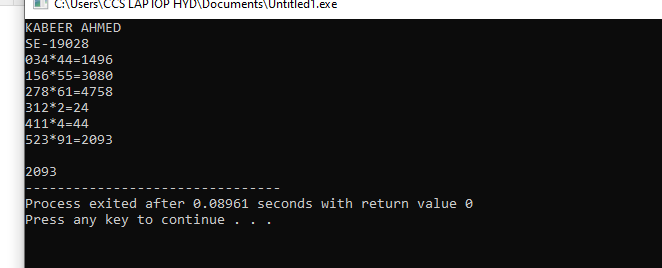 C:\Users\CCS LAPTOP HYD\Documents\Untitled1.exe
KABEER AHMED
SE-19028
034*44=1496
156*55=3080
278*61=4758
312*2=24
411*4=44
523*91=2093

2093
--------------------------------
Process exited after 0.08961 seconds with return value 0
Press any key to continue . . .